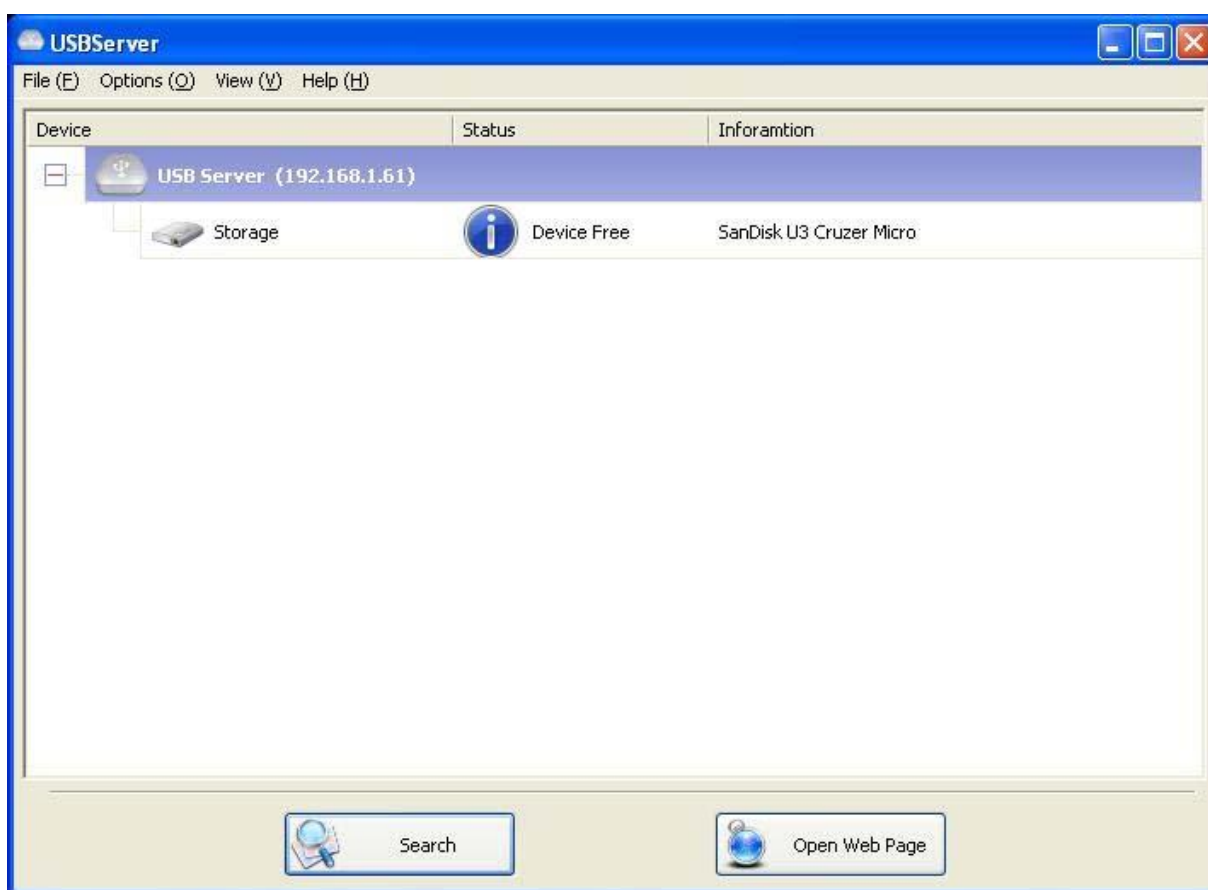 USBServer
File (F) Options (O) View (V) Help (H)
Device Status Inforamtion
USB Server (192.168.1.61)
Storage Device Free SanDisk U3 Cruzer Micro
Search Open Web Page